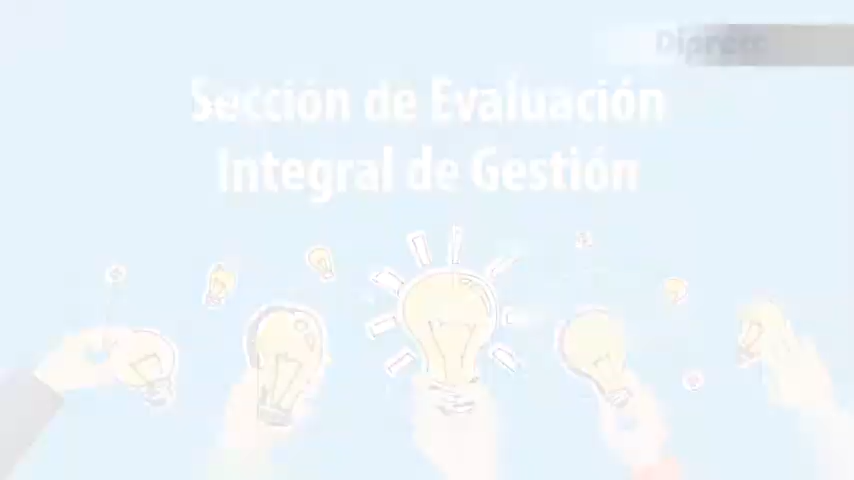 Sección de Evaluación
Integral de Gestión